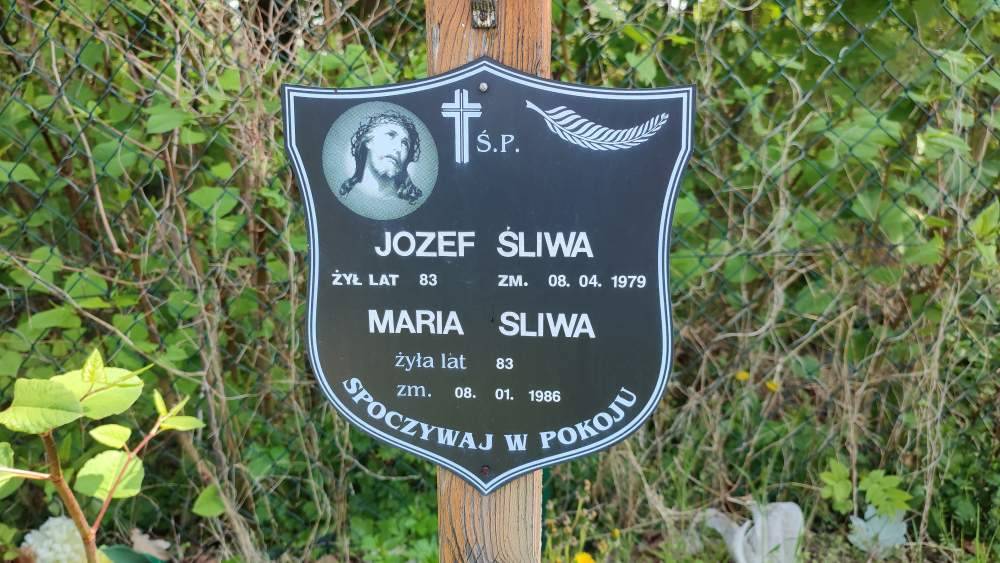 Ś.P.
JOZEF ŚLIWA
ŻYŁ LAT 83 ZM. 08. 04. 1979
MARIA SLIWA
żyła lat 83
zm. 08. 01. 1986
SPOCZYWAJ W POKOJU